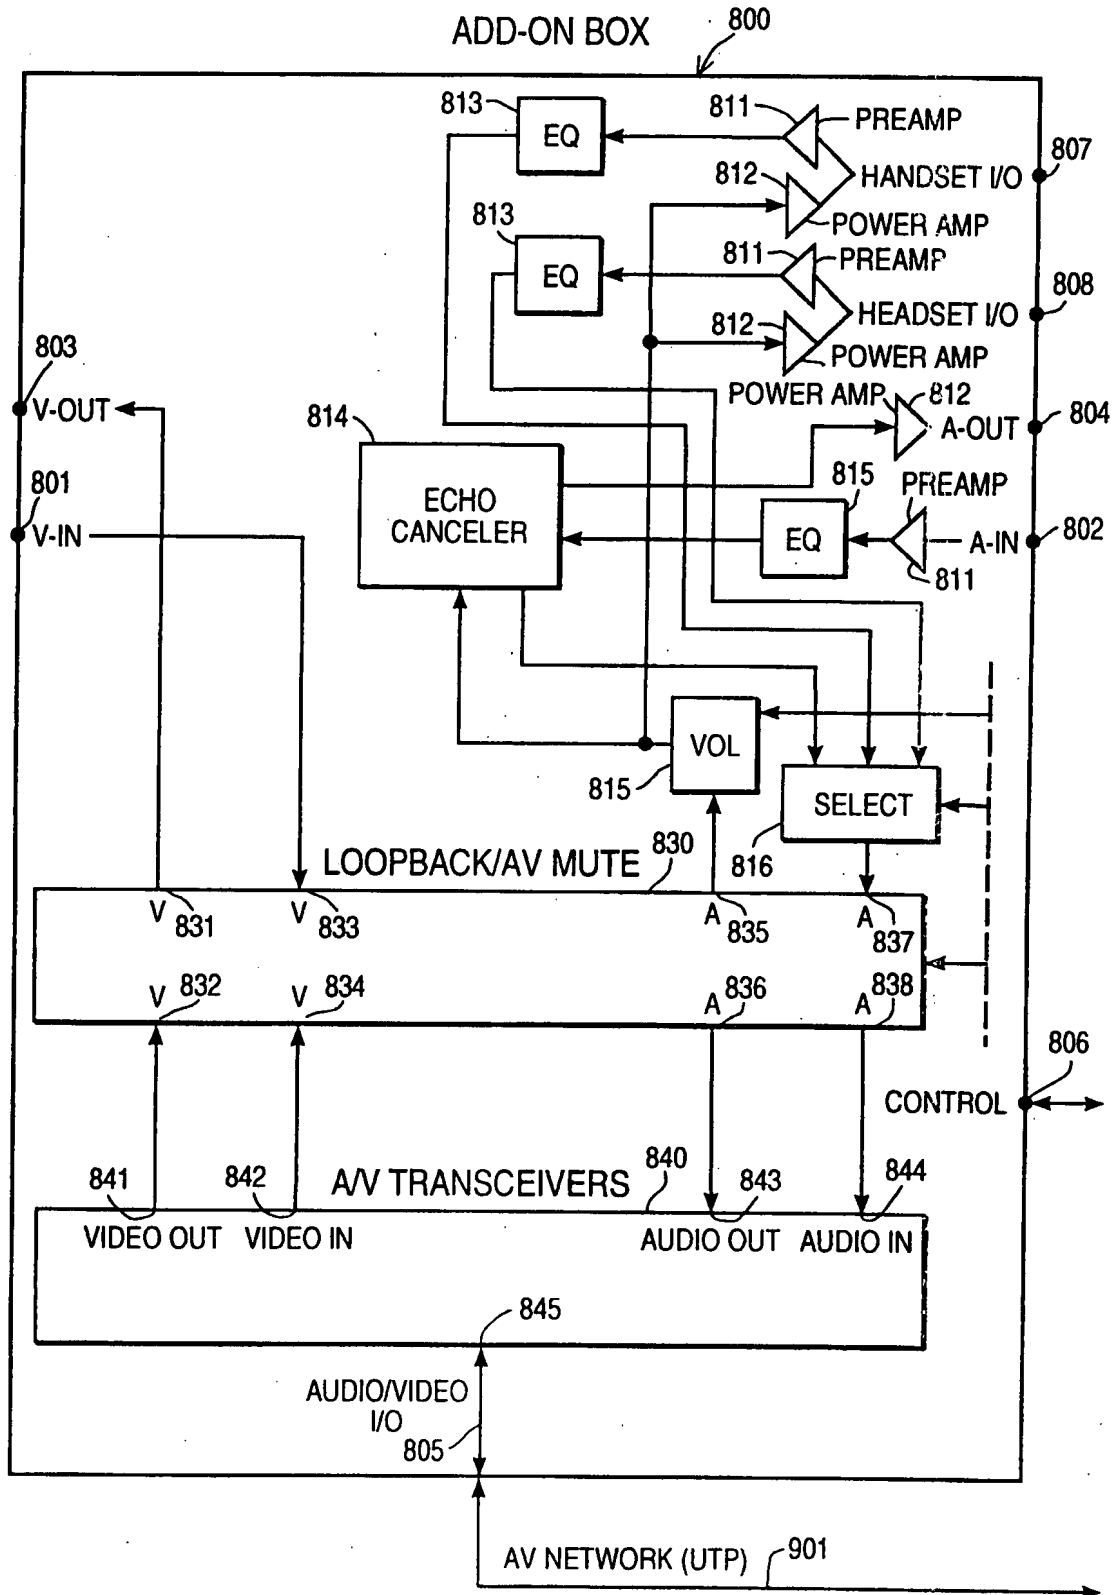 ADD-ON BOX
800
813
EQ
811
PREAMP
807
HANDSET I/O
812
POWER AMP
813
EQ
811
PREAMP
808
HEADSET I/O
812
POWER AMP
803
V-OUT
POWER AMP
812
804
A-OUT
814
ECHO
CANCELER
801
V-IN
815
EQ
PREAMP
A-IN
802
811
VOL
815
SELECT
816
LOOPBACK/AV MUTE
830
V
831
V
833
A
835
A
837
V
832
V
834
A
836
A
838
806
CONTROL
A/V TRANSCEIVERS
840
841
842
843
844
VIDEO OUT
VIDEO IN
AUDIO OUT
AUDIO IN
845
AUDIO/VIDEO
I/O
805
AV NETWORK (UTP)
901